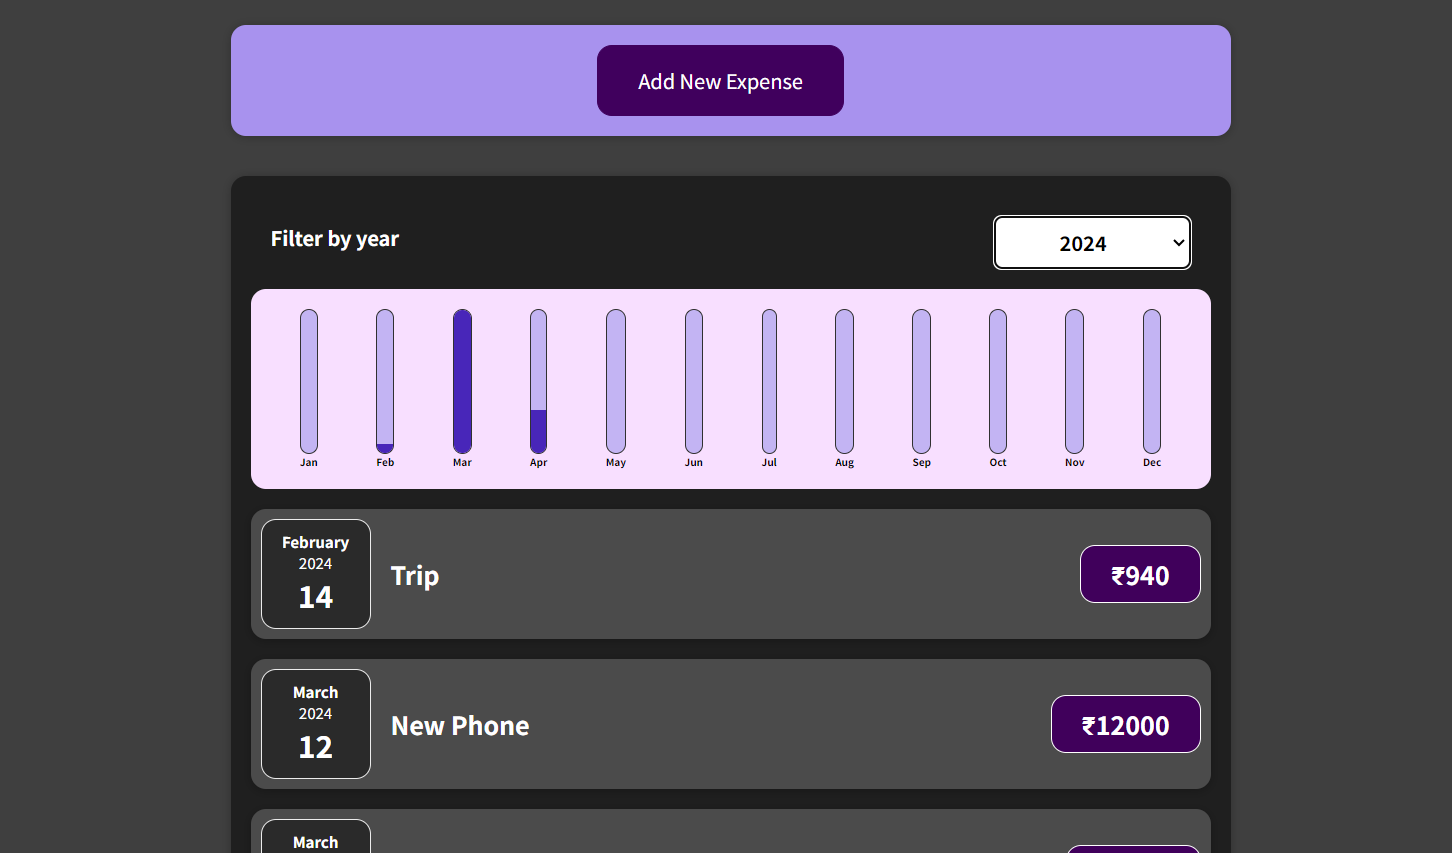 Add New Expense
Filter by year
2024
Jan Feb Mar Apr May Jun Jul Aug Sep Oct Nov Dec
February
2024
14
Trip
₹940
March
2024
12
New Phone
₹12000
March